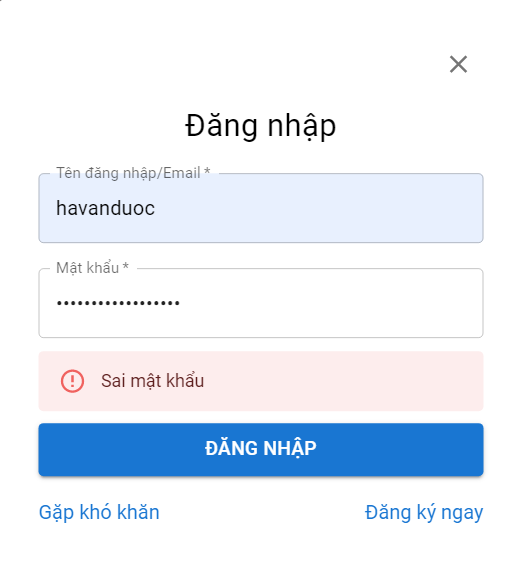 Đăng nhập
Tên đăng nhập/Email *
havanduoc
Mật khẩu *
••••••••••••••••••
Sai mật khẩu
ĐĂNG NHẬP
Gặp khó khăn
Đăng ký ngay